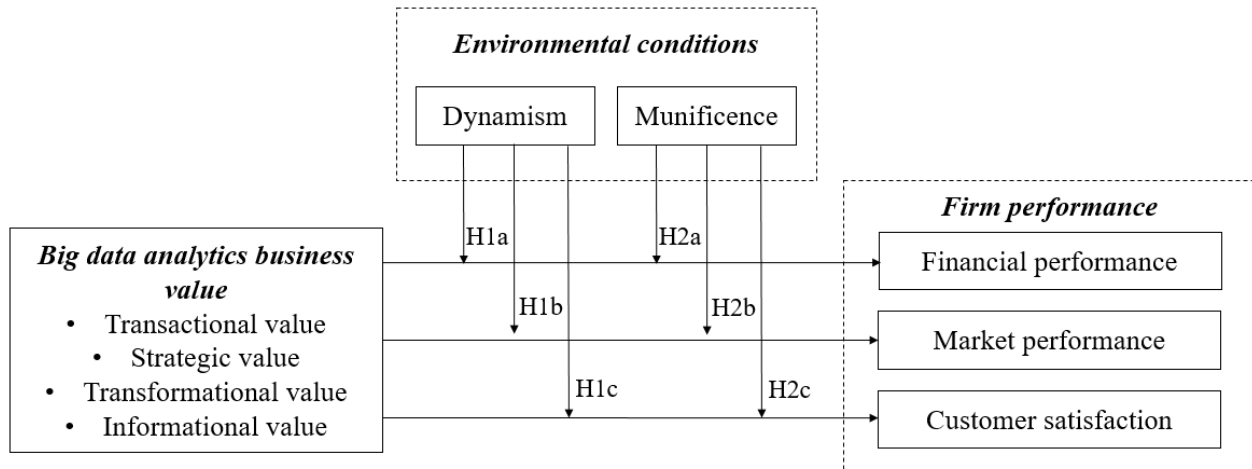 Environmental conditions
Dynamism
Munificence
Firm performance
H1a
H2a
Big data analytics business
value
• Transactional value
• Strategic value
• Transformational value
• Informational value
Financial performance
H1b
H2b
Market performance
H1c
H2c
Customer satisfaction